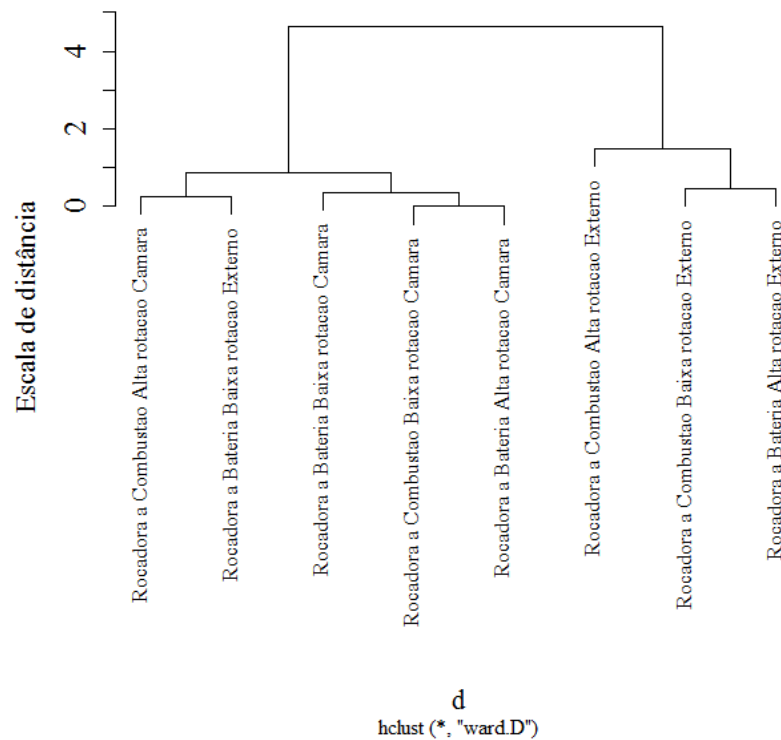 Escala de distância
0
2
4
Rocadora a Combustao Alta rotacao Camara
Rocadora a Bateria Baixa rotacao Externo
Rocadora a Bateria Baixa rotacao Camara
Rocadora a Combustao Baixa rotacao Camara
Rocadora a Bateria Alta rotacao Camara
Rocadora a Combustao Alta rotacao Externo
Rocadora a Combustao Baixa rotacao Externo
Rocadora a Bateria Alta rotacao Externo
d
hclust (*, "ward.D")